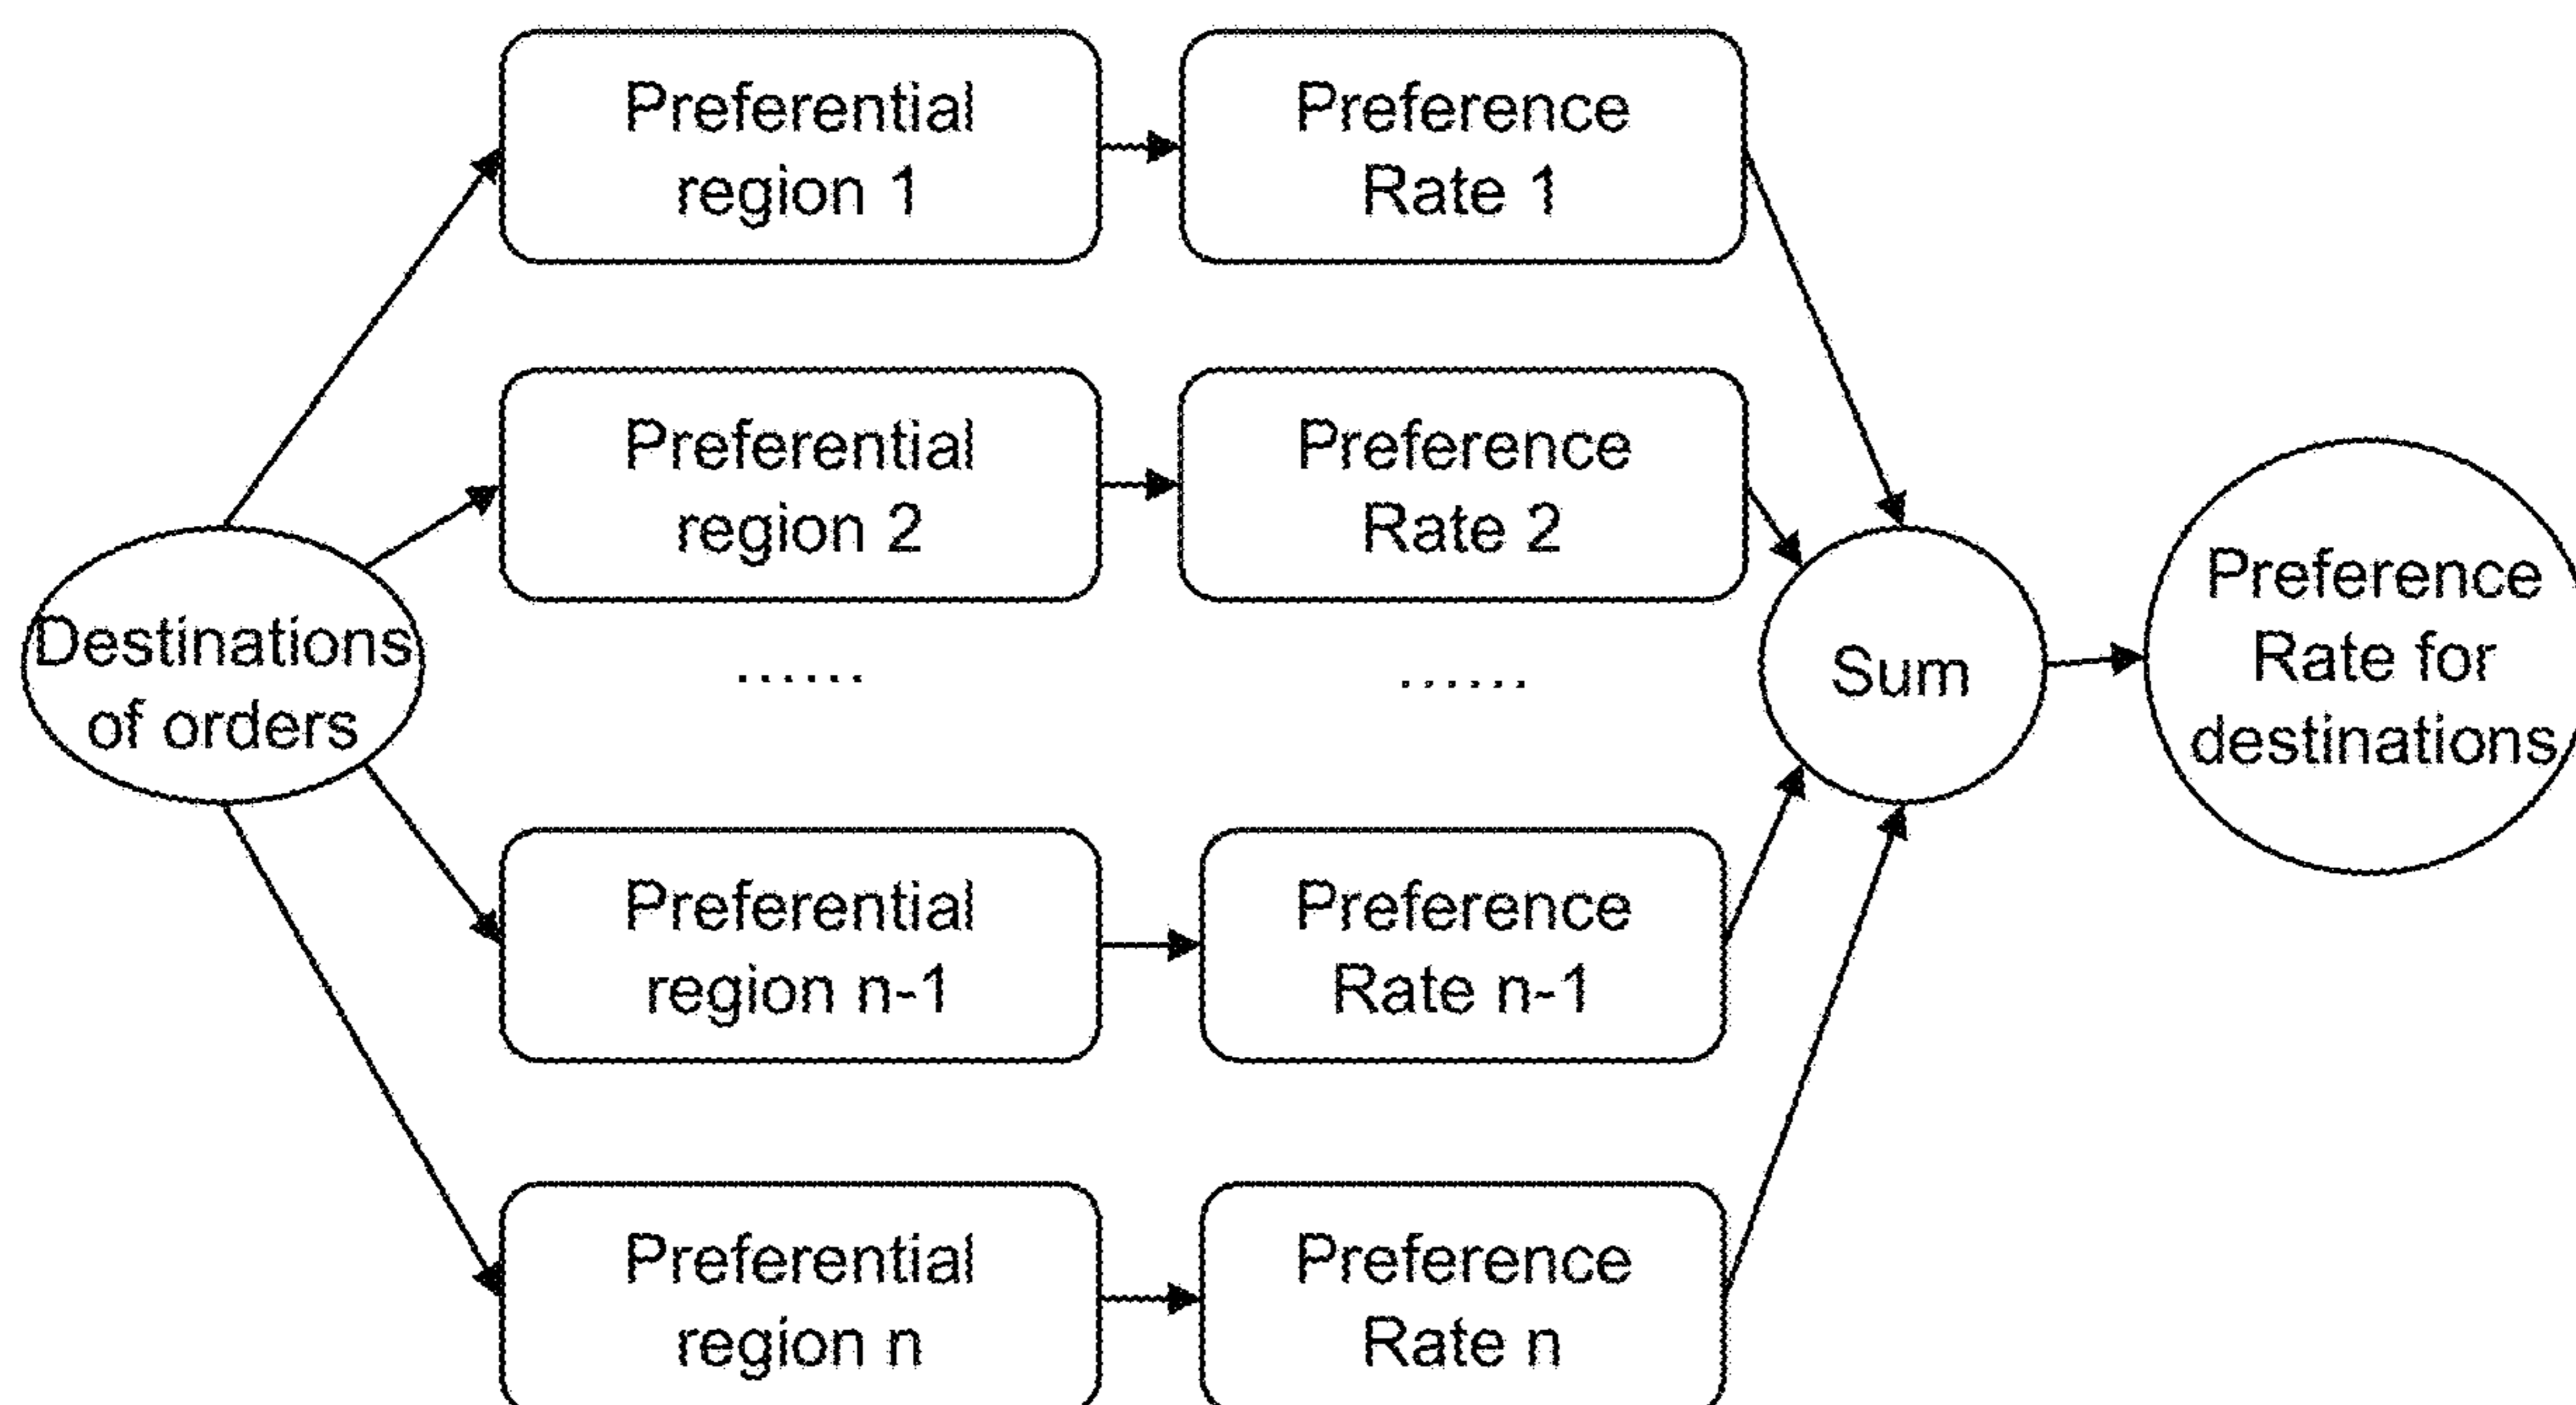 Preferential
region 1
Preference
Rate 1
Preferential
region 2
Preference
Rate 2
Destinations
of orders
......
......
Sum
Preference
Rate for
destinations
Preferential
region n-1
Preference
Rate n-1
Preferential
region n
Preference
Rate n